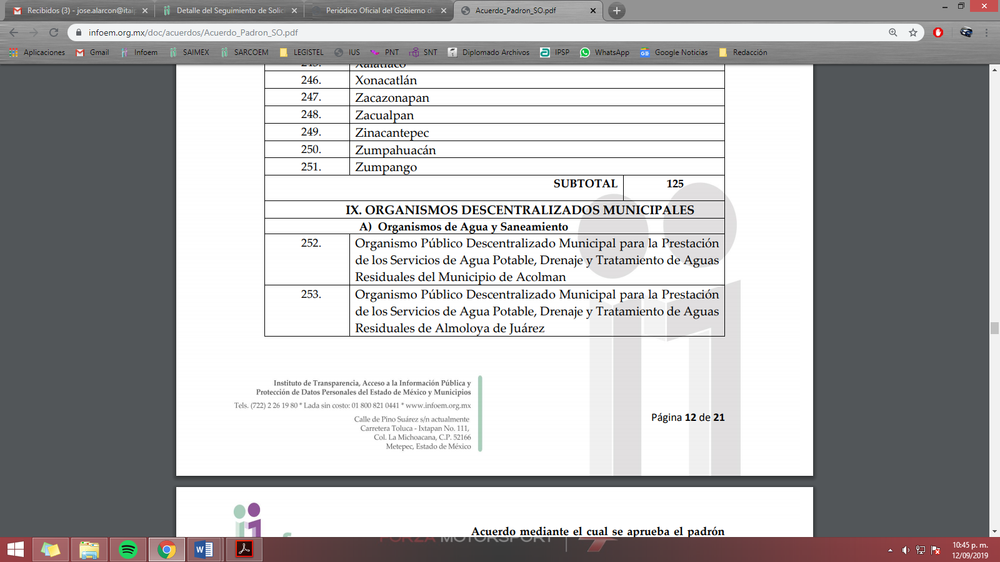 Recibidos (3) - jose.alarcon@itai
Detalle del Seguimiento de Solic
Periódico Oficial del Gobierno de
Acuerdo_Padron_SO.pdf
infoem.org.mx/doc/acuerdos/Acuerdo_Padron_SO.pdf
Aplicaciones Gmail Infoem SAIMEX SARCOEM LEGISTEL IUS PNT SNT Diplomado Archivos IPSP WhatsApp Google Noticias Redacción
245. Xalatlaco
246. Xonacatlán
247. Zacazonapan
248. Zacualpan
249. Zinacantepec
250. Zumpahuacán
251. Zumpango
SUBTOTAL 125
IX. ORGANISMOS DESCENTRALIZADOS MUNICIPALES
A) Organismos de Agua y Saneamiento
252. Organismo Público Descentralizado Municipal para la Prestación
de los Servicios de Agua Potable, Drenaje y Tratamiento de Aguas
Residuales del Municipio de Acolman
253. Organismo Público Descentralizado Municipal para la Prestación
de los Servicios de Agua Potable, Drenaje y Tratamiento de Aguas
Residuales de Almoloya de Juárez
Instituto de Transparencia, Acceso a la Información Pública y
Protección de Datos Personales del Estado de México y Municipios
Tels. (722) 2 26 19 80 * Lada sin costo: 01 800 821 0441 * www.infoem.org.mx
Calle de Pino Suárez s/n actualmente
Carretera Toluca - Ixtapan No. 111,
Col. La Michoacana, C.P. 52166
Metepec, Estado de México
Página 12 de 21
Acuerdo mediante el cual se aprueba el padrón
FORZA MOTORSPORT
10:45 p. m.
12/09/2019